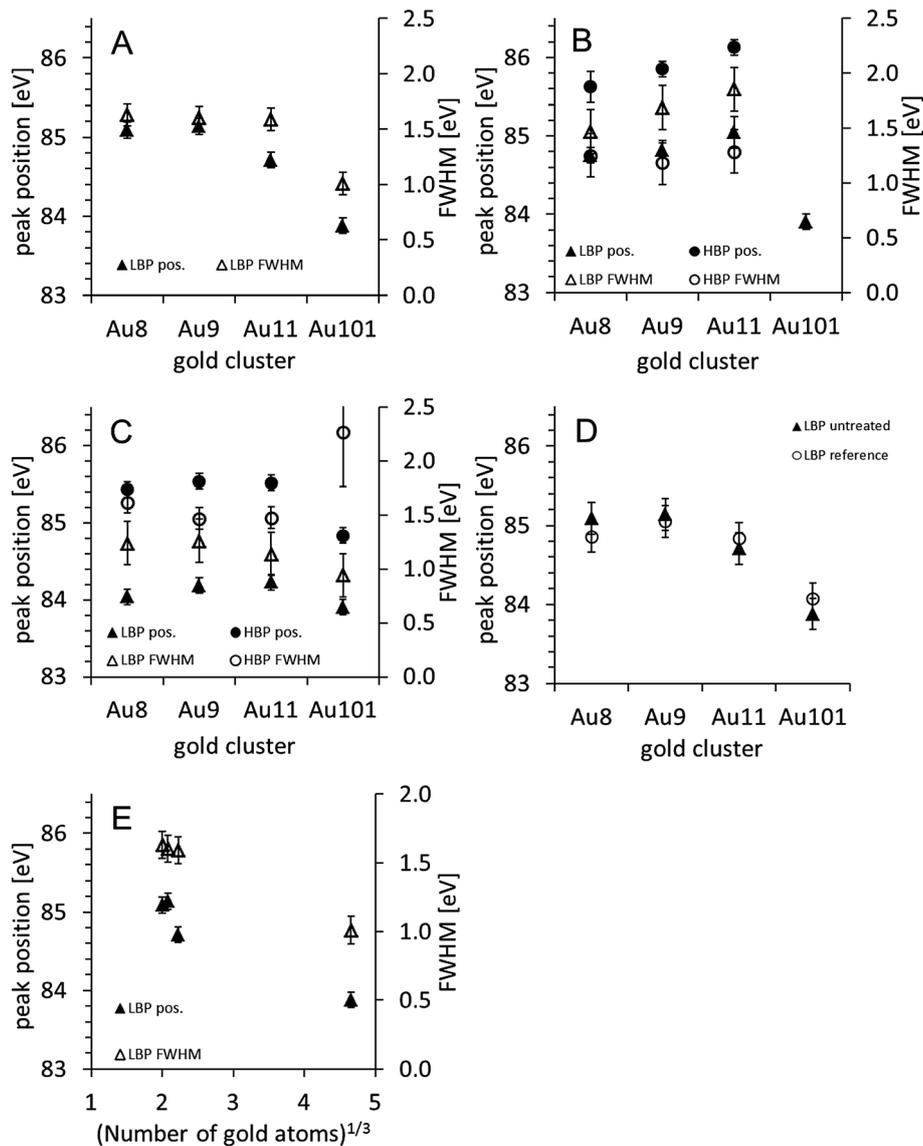 A
peak position [eV]
86
85
84
83
FWHM [eV]
2.5
2.0
1.5
1.0
0.5
0.0
LBP pos.
LBP FWHM
Au8 Au9 Au11 Au101
gold cluster
B
peak position [eV]
86
85
84
83
FWHM [eV]
2.5
2.0
1.5
1.0
0.5
0.0
LBP pos.
HBP pos.
LBP FWHM
HBP FWHM
Au8 Au9 Au11 Au101
gold cluster
C
peak position [eV]
86
85
84
83
FWHM [eV]
2.5
2.0
1.5
1.0
0.5
0.0
LBP pos.
HBP pos.
LBP FWHM
HBP FWHM
Au8 Au9 Au11 Au101
gold cluster
D
peak position [eV]
86
85
84
83
LBP untreated
LBP reference
Au8 Au9 Au11 Au101
gold cluster
E
peak position [eV]
86
85
84
83
FWHM [eV]
2.0
1.5
1.0
0.5
0.0
LBP pos.
LBP FWHM
1 2 3 4 5
(Number of gold atoms)1/3